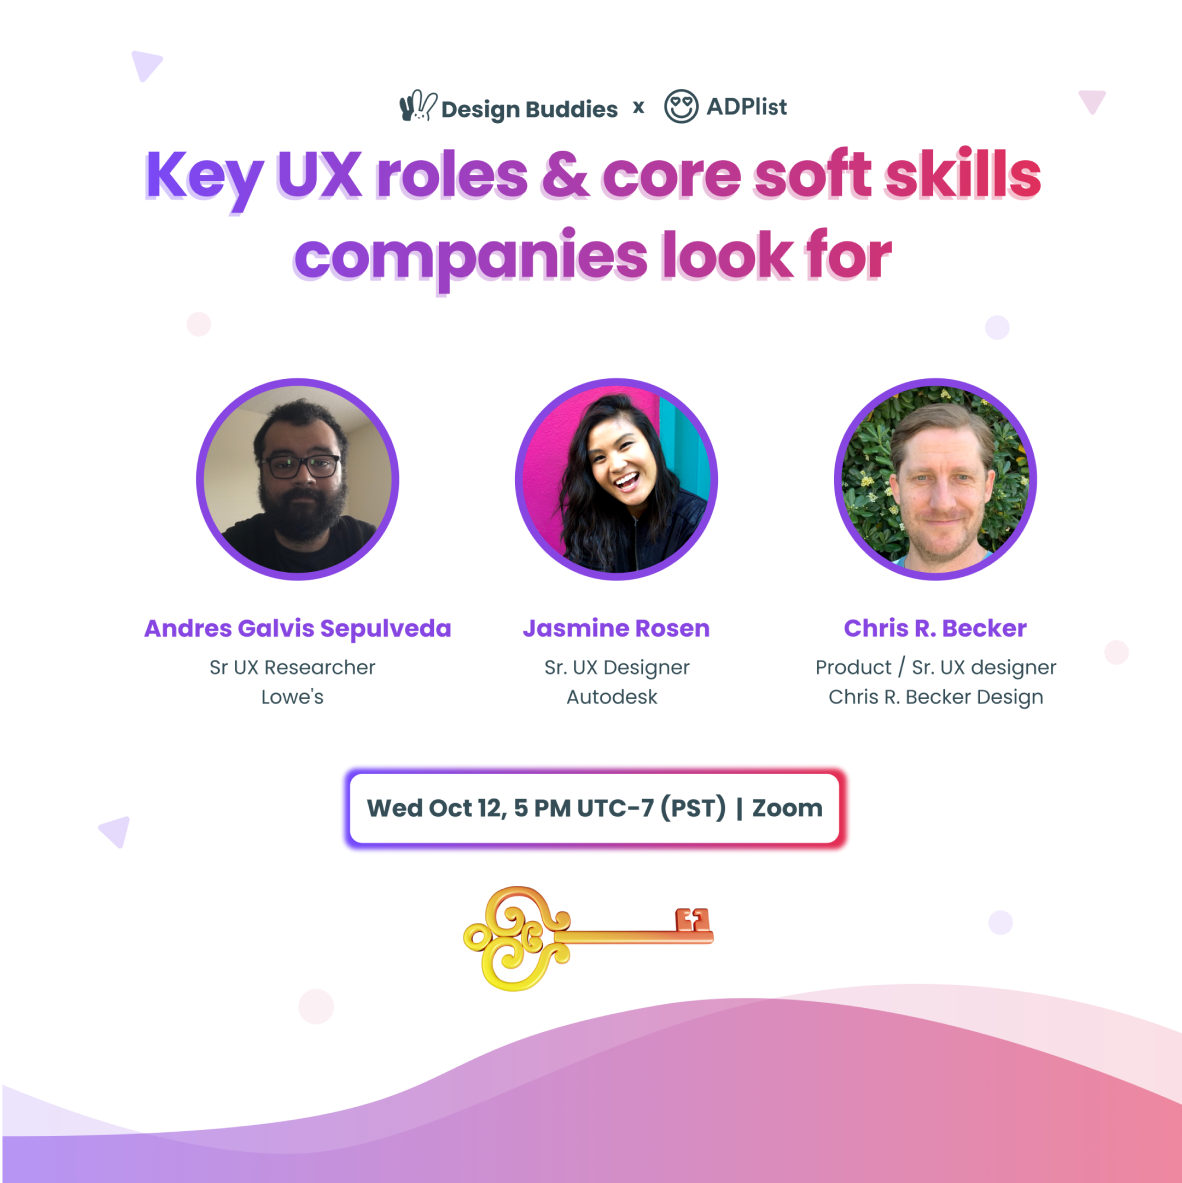 Design Buddies x ADPlist
Key UX roles & core soft skills
companies look for
Andres Galvis Sepulveda
Sr UX Researcher
Lowe's
Jasmine Rosen
Sr. UX Designer
Autodesk
Chris R. Becker
Product / Sr. UX designer
Chris R. Becker Design
Wed Oct 12, 5 PM UTC-7 (PST) | Zoom